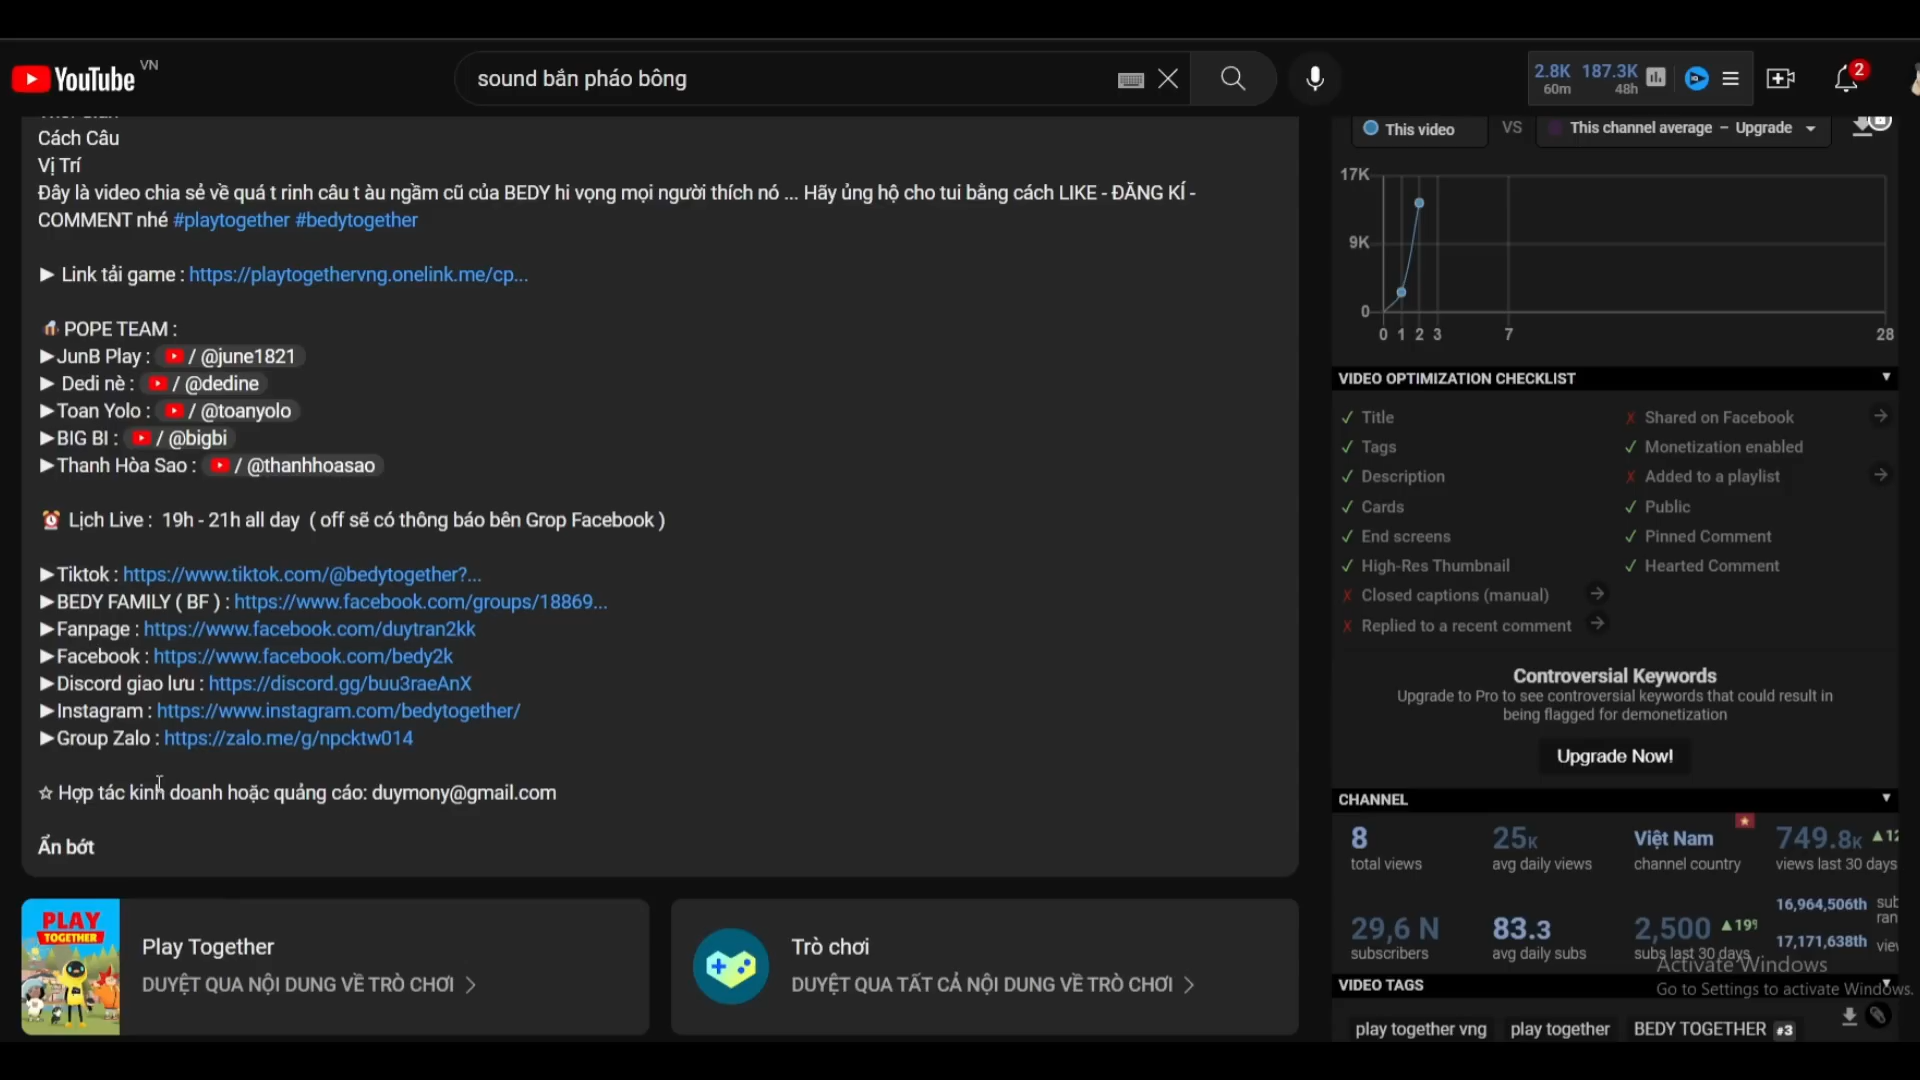 YouTube VN
sound bắn pháo bông
2.8K 187.3K
60m 48h
2
Cách Câu
Vị Trí
Đây là video chia sẻ về quá t rinh câu t àu ngầm cũ của BEDY hi vọng mọi người thích nó ... Hãy ủng hộ cho tui bằng cách LIKE - ĐĂNG KÍ -
COMMENT nhé #playtogether #bedytogether
► Link tải game : https://playtogethervng.onelink.me/cp...
POPE TEAM :
►JunB Play : / @june1821
► Dedi nè : / @dedine
►Toan Yolo : / @toanyolo
►BIG BI : / @bigbi
►Thanh Hòa Sao : / @thanhhoasao
⏰ Lịch Live : 19h - 21h all day ( off sẽ có thông báo bên Grop Facebook )
►Tiktok : https://www.tiktok.com/@bedytogether?...
►BEDY FAMILY ( BF ) : https://www.facebook.com/groups/18869...
►Fanpage : https://www.facebook.com/duytran2kk
►Facebook : https://www.facebook.com/bedy2k
►Discord giao lưu : https://discord.gg/buu3raeAnX
►Instagram : https://www.instagram.com/bedytogether/
►Group Zalo : https://zalo.me/g/npcktw014
☆ Hợp tác kinh doanh hoặc quảng cáo: duymony@gmail.com
Ẩn bớt
PLAY
TOGETHER
Play Together
DUYỆT QUA NỘI DUNG VỀ TRÒ CHƠI
Trò chơi
DUYỆT QUA TẤT CẢ NỘI DUNG VỀ TRÒ CHƠI
This video VS This channel average – Upgrade
17K
9K
0
0 1 2 3 7 28
VIDEO OPTIMIZATION CHECKLIST
✓ Title
✓ Tags
✓ Description
✓ Cards
✓ End screens
✓ High-Res Thumbnail
✗ Closed captions (manual)
✗ Replied to a recent comment
✗ Shared on Facebook
✓ Monetization enabled
✗ Added to a playlist
✓ Public
✓ Pinned Comment
✓ Hearted Comment
Controversial Keywords
Upgrade to Pro to see controversial keywords that could result in
being flagged for demonetization
Upgrade Now!
CHANNEL
8 25K Việt Nam 749.8K ▲12
total views avg daily views channel country views last 30 days
29,6 N 83.3 2,500 ▲19%
subscribers avg daily subs subs last 30 days
16,964,506th sub
ran
17,171,638th view
Activate Windows
Go to Settings to activate Windows.
VIDEO TAGS
play together vng play together BEDY TOGETHER #3